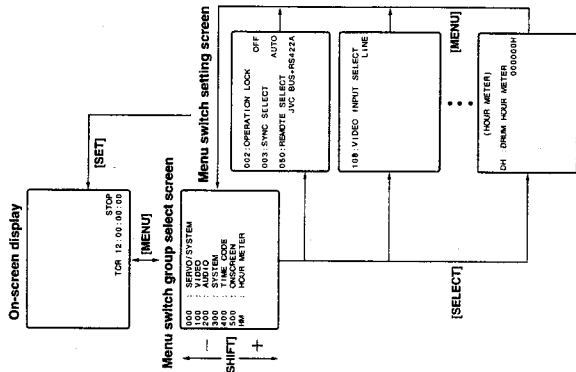 On-screen display
STOP
TCR 12:00:00:00
[MENU]
[SET]
Menu switch group select screen
000 : SERVO/SYSTEM
100 : VIDEO
200 : AUDIO
300 : SYSTEM
400 : TIME CODE
500 : ONSCREEN
HM : HOUR METER
[SHIFT]
−
+
[SELECT]
Menu switch setting screen
002:OPERATION LOCK
OFF
003:SYNC SELECT
AUTO
050:REMOTE SELECT
JVC BUS+RS422A
108:VIDEO INPUT SELECT
LINE
(HOUR METER)
DH :DRUM HOUR METER
000000H
[MENU]